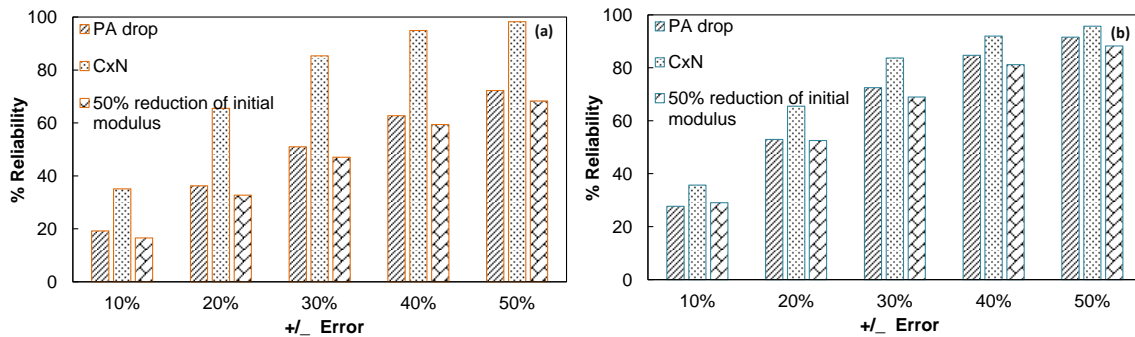 (a)
PA drop
CxN
50% reduction of initial
modulus
% Reliability
100
80
60
40
20
0
10% 20% 30% 40% 50%
+/_ Error
(b)
PA drop
CxN
50% reduction of initial
modulus
% Reliability
100
80
60
40
20
0
10% 20% 30% 40% 50%
+/_ Error